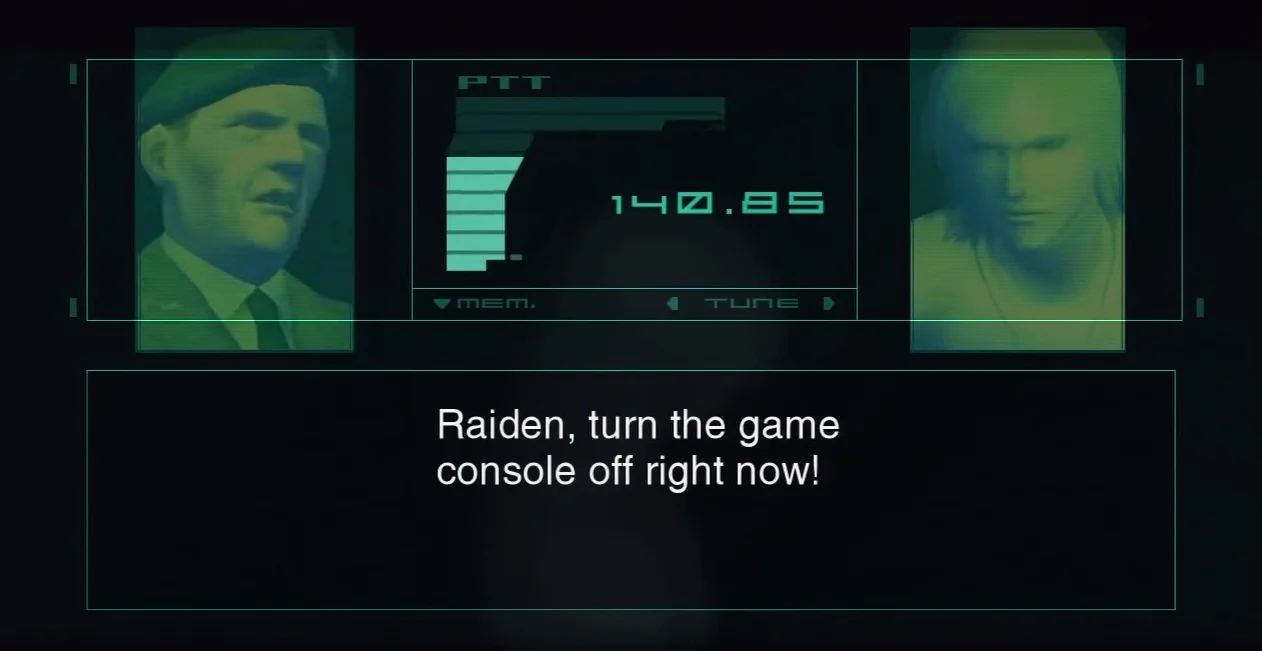 PTT
140.85
MEM.
TUNE
Raiden, turn the game
console off right now!